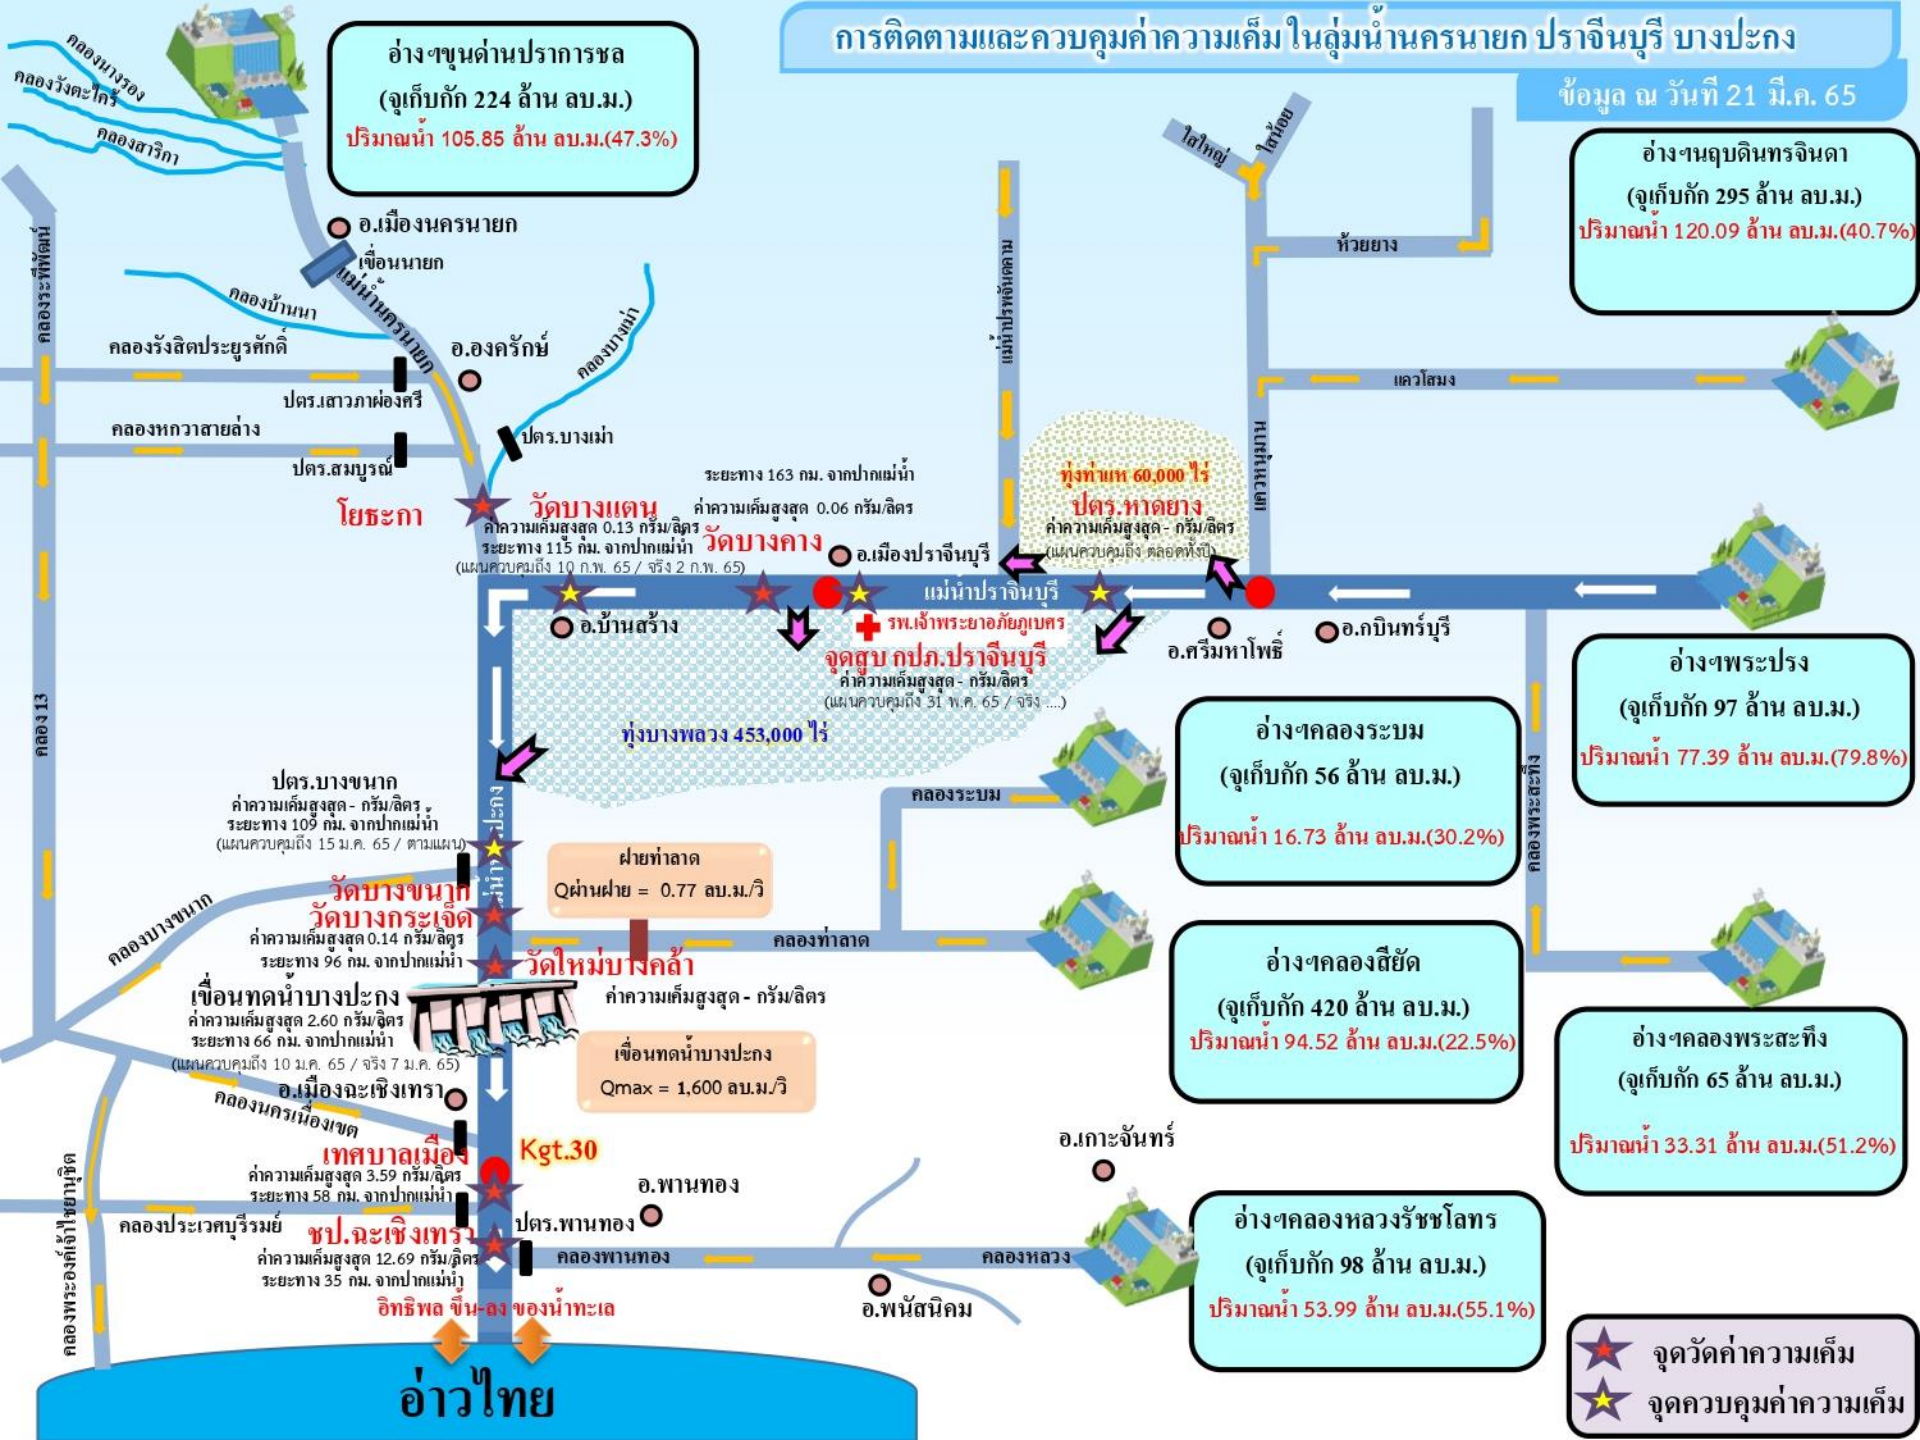 การติดตามและควบคุมค่าความเค็ม ในลุ่มน้ำนครนายก ปราจีนบุรี บางปะกง
ข้อมูล ณ วันที่ 21 มี.ค. 65
อ่างฯขุนด่านปราการชล
(จุเก็บกัก 224 ล้าน ลบ.ม.)
ปริมาณน้ำ 105.85 ล้าน ลบ.ม.(47.3%)
คลองนางรอง
คลองวังตะไคร้
คลองสาริกา
อ.เมืองนครนายก
เขื่อนนายก
แม่น้ำนครนายก
คลองบ้านนา
คลองระพีพัฒน์
คลองรังสิตประยูรศักดิ์
อ.องครักษ์
คลองบางเม่า
ปตร.เสาวภาผ่องศรี
คลองหกวาสายล่าง
ปตร.สมบูรณ์
ปตร.บางเม่า
ใสใหญ่
ใสน้อย
ห้วยยาง
แควโสมง
แควหนุมาน
อ่างฯนฤบดินทรจินดา
(จุเก็บกัก 295 ล้าน ลบ.ม.)
ปริมาณน้ำ 120.09 ล้าน ลบ.ม.(40.7%)
โยธะกา
วัดบางแตน
ค่าความเค็มสูงสุด 0.13 กรัม/ลิตร
ระยะทาง 115 กม. จากปากแม่น้ำ
(แผนควบคุมถึง 10 ก.พ. 65 / จริง 2 ก.พ. 65)
ระยะทาง 163 กม. จากปากแม่น้ำ
ค่าความเค็มสูงสุด 0.06 กรัม/ลิตร
วัดบางคาง
อ.เมืองปราจีนบุรี
ทุ่งท่าแห 60,000 ไร่
ปตร.หาดยาง
ค่าความเค็มสูงสุด - กรัม/ลิตร
(แผนควบคุมถึง ตลอดทั้งปี)
แม่น้ำปราจีนบุรี
อ.บ้านสร้าง
รพ.เจ้าพระยาอภัยภูเบศร
จุดสูบ กปภ.ปราจีนบุรี
ค่าความเค็มสูงสุด - กรัม/ลิตร
(แผนควบคุมถึง 31 พ.ค. 65 / จริง ....)
อ.ศรีมหาโพธิ์
อ.กบินทร์บุรี
ทุ่งบางพลวง 453,000 ไร่
คลอง 13
อ่างฯพระปรง
(จุเก็บกัก 97 ล้าน ลบ.ม.)
ปริมาณน้ำ 77.39 ล้าน ลบ.ม.(79.8%)
คลองพระสะทึง
อ่างฯคลองระบม
(จุเก็บกัก 56 ล้าน ลบ.ม.)
ปริมาณน้ำ 16.73 ล้าน ลบ.ม.(30.2%)
คลองระบม
ปตร.บางขนาก
ค่าความเค็มสูงสุด - กรัม/ลิตร
ระยะทาง 109 กม. จากปากแม่น้ำ
(แผนควบคุมถึง 15 ม.ค. 65 / ตามแผน)
วัดบางขนาก
วัดบางกระเจ็ด
ค่าความเค็มสูงสุด 0.14 กรัม/ลิตร
ระยะทาง 96 กม. จากปากแม่น้ำ
คลองบางขนาก
ฝายท่าลาด
Qผ่านฝาย = 0.77 ลบ.ม./วิ
คลองท่าลาด
วัดใหม่บางคล้า
ค่าความเค็มสูงสุด - กรัม/ลิตร
อ่างฯคลองสียัด
(จุเก็บกัก 420 ล้าน ลบ.ม.)
ปริมาณน้ำ 94.52 ล้าน ลบ.ม.(22.5%)
เขื่อนทดน้ำบางปะกง
ค่าความเค็มสูงสุด 2.60 กรัม/ลิตร
ระยะทาง 66 กม. จากปากแม่น้ำ
(แผนควบคุมถึง 10 ม.ค. 65 / จริง 7 ม.ค. 65)
เขื่อนทดน้ำบางปะกง
Qmax = 1,600 ลบ.ม./วิ
อ่างฯคลองพระสะทึง
(จุเก็บกัก 65 ล้าน ลบ.ม.)
ปริมาณน้ำ 33.31 ล้าน ลบ.ม.(51.2%)
อ.เมืองฉะเชิงเทรา
คลองนครเนื่องเขต
เทศบาลเมือง
ค่าความเค็มสูงสุด 3.59 กรัม/ลิตร
ระยะทาง 58 กม. จากปากแม่น้ำ
Kgt.30
คลองพระองค์เจ้าไชยานุชิต
คลองประเวศบุรีรมย์
ชป.ฉะเชิงเทรา
ค่าความเค็มสูงสุด 12.69 กรัม/ลิตร
ระยะทาง 35 กม. จากปากแม่น้ำ
อ.พานทอง
ปตร.พานทอง
คลองพานทอง
คลองหลวง
อ.เกาะจันทร์
อ.พนัสนิคม
อ่างฯคลองหลวงรัชชโลทร
(จุเก็บกัก 98 ล้าน ลบ.ม.)
ปริมาณน้ำ 53.99 ล้าน ลบ.ม.(55.1%)
อิทธิพล ขึ้น-ลง ของน้ำทะเล
อ่าวไทย
จุดวัดค่าความเค็ม
จุดควบคุมค่าความเค็ม